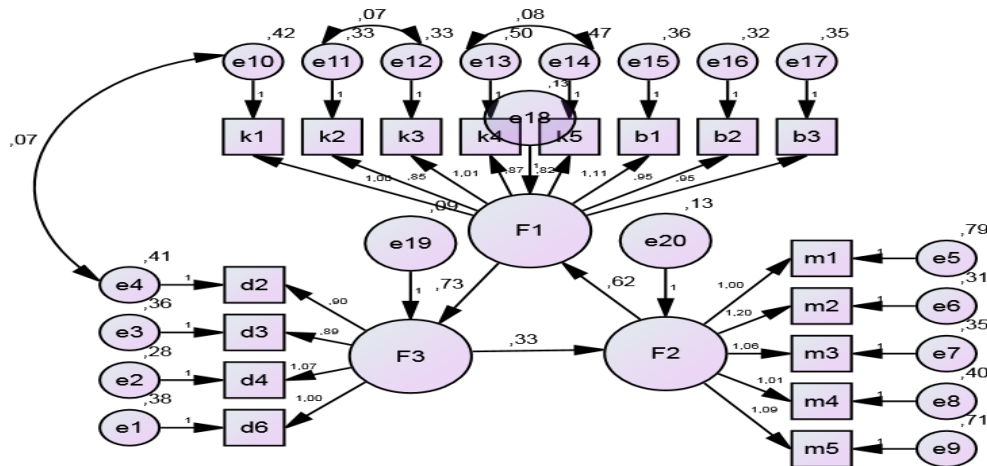 ,07 ,08
,42 ,33 ,33 ,50 ,47 ,36 ,32 ,35
e10 e11 e12 e13 e14 e15 e16 e17
1 1 1 1 1 1 1 1
,13
e18
k1 k2 k3 k4 k5 b1 b2 b3
,07
1,00 ,85 1,01 ,87 1 ,82 1,11 ,95 ,95
,09 ,13
e19 F1 e20
,79
m1 1 e5
,41 1 ,73 ,62 1 1,00 ,31
e4 1 d2 ,90 m2 1 e6
,36 1,20 ,35
e3 1 d3 ,89 F3 ,33 F2 1,06 m3 1 e7
,28 1,07 1,01 ,40
e2 1 d4 m4 1 e8
,38 1,00 1,09 ,71
e1 1 d6 m5 1 e9